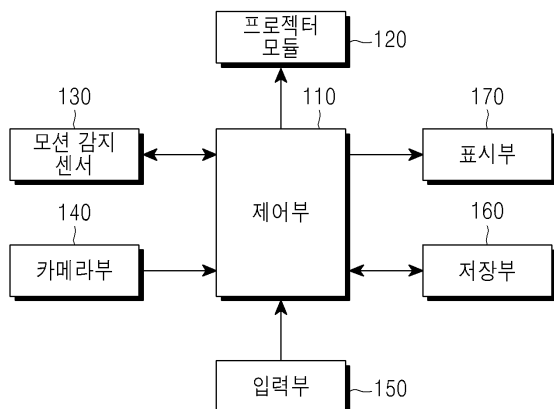 프로젝터
모듈
120
130
110
170
모션 감지
센서
제어부
표시부
140
160
카메라부
저장부
입력부
150